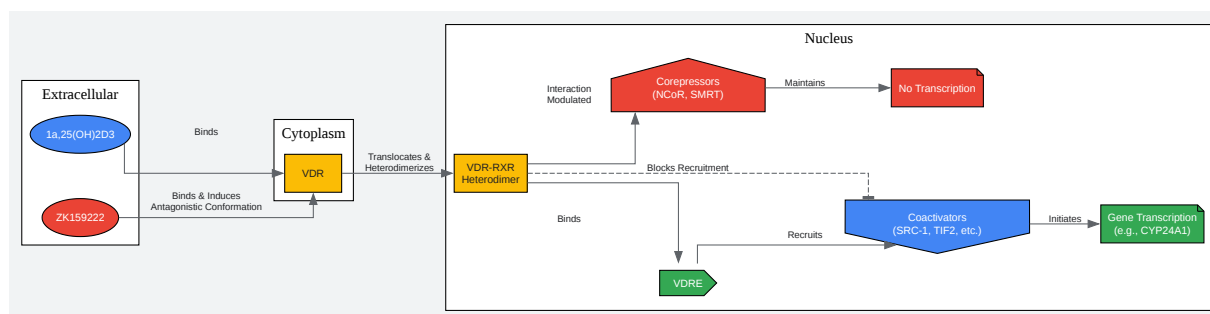 Nucleus
Extracellular
1a,25(OH)2D3
ZK159222
Binds
Binds & Induces
Antagonistic Conformation
Cytoplasm
VDR
Translocates &
Heterodimerizes
VDR-RXR
Heterodimer
Interaction
Modulated
Corepressors
(NCoR, SMRT)
Maintains
No Transcription
Blocks Recruitment
Binds
VDRE
Recruits
Coactivators
(SRC-1, TIF2, etc.)
Initiates
Gene Transcription
(e.g., CYP24A1)